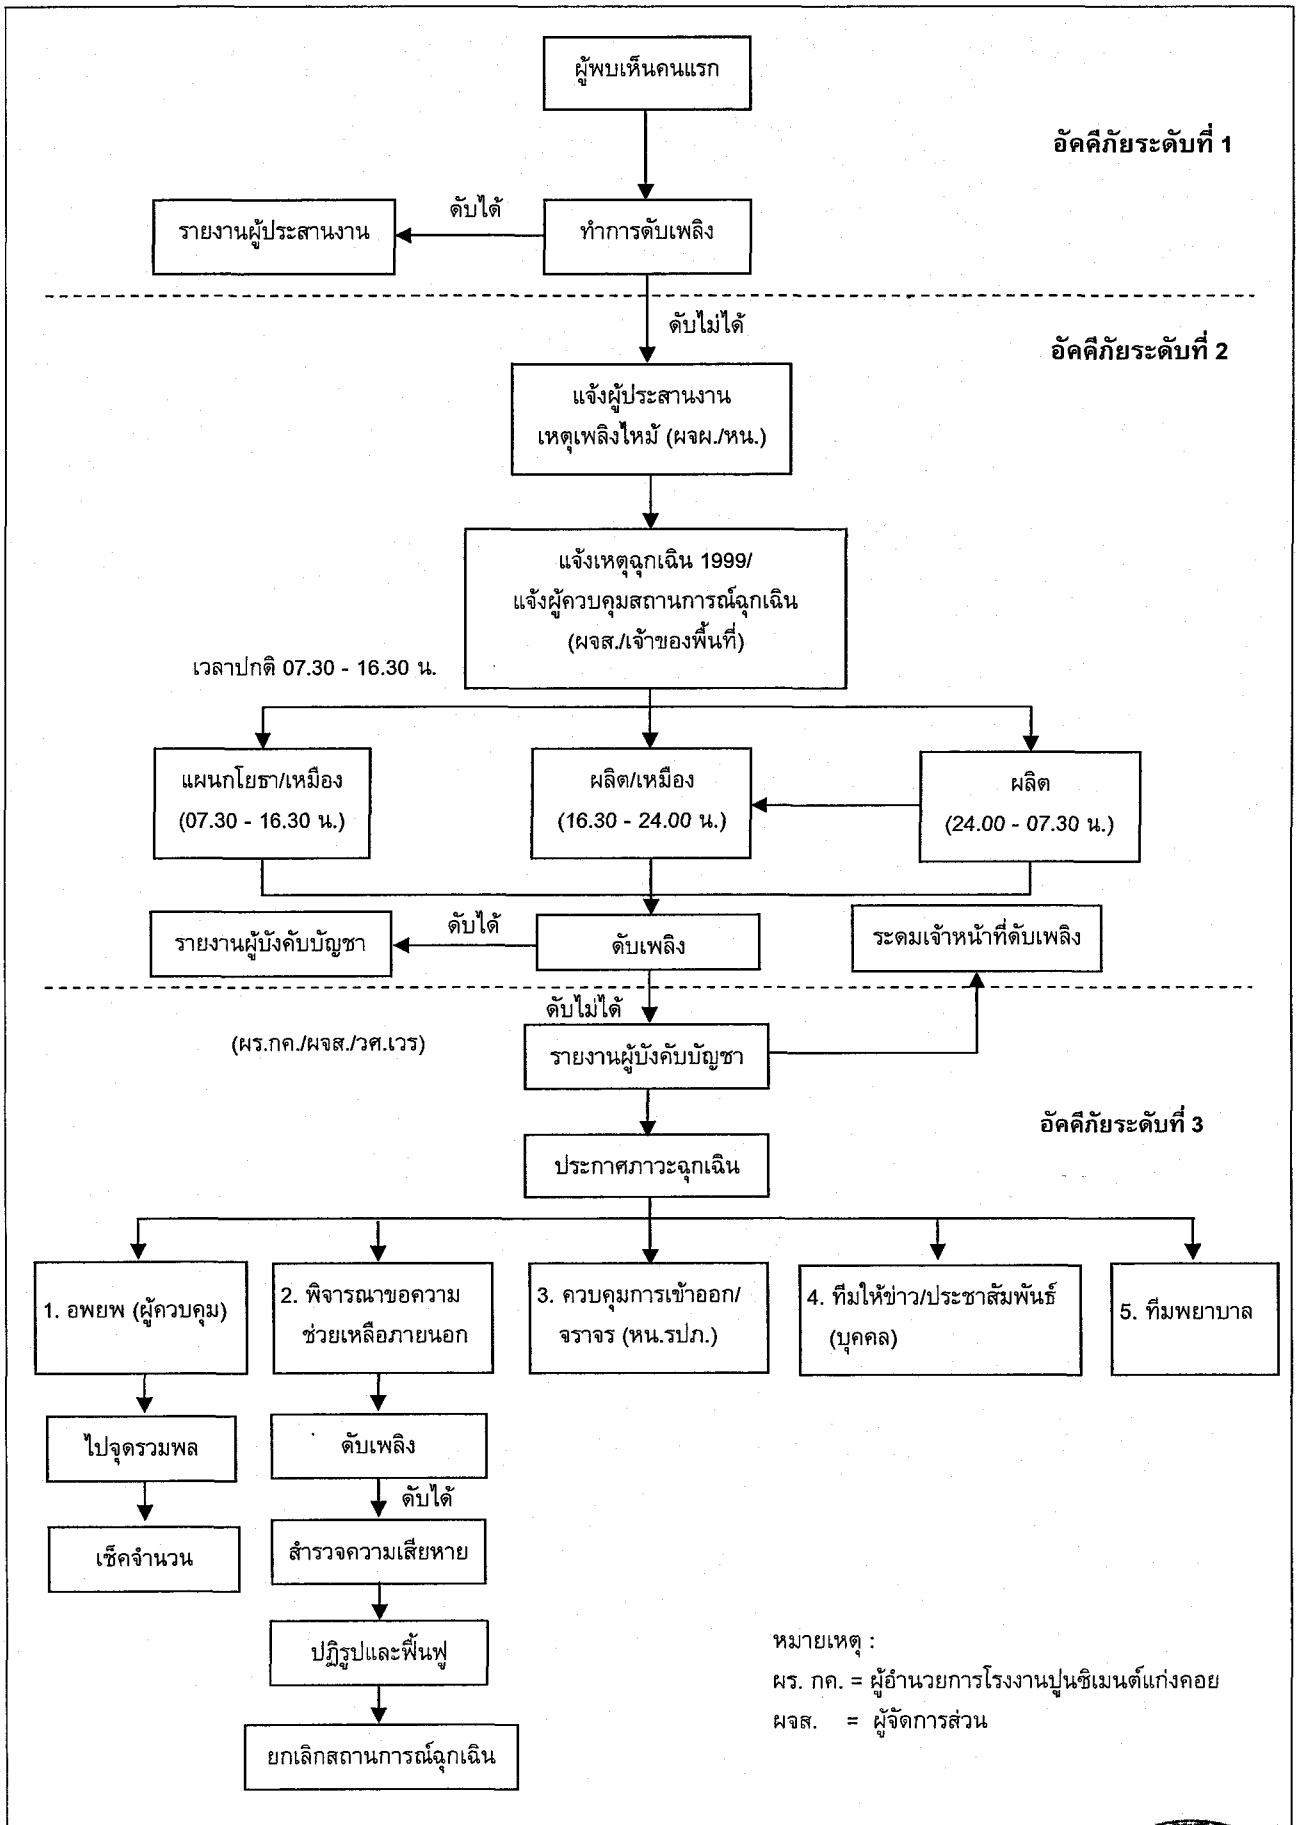 ผู้พบเห็นคนแรก
อัคคีภัยระดับที่ 1
ดับได้
รายงานผู้ประสานงาน
ทำการดับเพลิง
ดับไม่ได้
อัคคีภัยระดับที่ 2
แจ้งผู้ประสานงาน
เหตุเพลิงไหม้ (ผจผ./หน.)
แจ้งเหตุฉุกเฉิน 1999/
แจ้งผู้ควบคุมสถานการณ์ฉุกเฉิน
(ผจส./เจ้าของพื้นที่)
เวลาปกติ 07.30 - 16.30 น.
แผนกโยธา/เหมือง
(07.30 - 16.30 น.)
ผลิต/เหมือง
(16.30 - 24.00 น.)
ผลิต
(24.00 - 07.30 น.)
รายงานผู้บังคับบัญชา
ดับได้
ดับเพลิง
ระดมเจ้าหน้าที่ดับเพลิง
ดับไม่ได้
(ผร.กค./ผจส./วศ.เวร)
รายงานผู้บังคับบัญชา
อัคคีภัยระดับที่ 3
ประกาศภาวะฉุกเฉิน
1. อพยพ (ผู้ควบคุม)
2. พิจารณาขอความ
ช่วยเหลือภายนอก
3. ควบคุมการเข้าออก/
จราจร (หน.รปภ.)
4. ทีมให้ข่าว/ประชาสัมพันธ์
(บุคคล)
5. ทีมพยาบาล
ไปจุดรวมพล
ดับเพลิง
ดับได้
เช็คจำนวน
สำรวจความเสียหาย
ปฏิรูปและฟื้นฟู
ยกเลิกสถานการณ์ฉุกเฉิน
หมายเหตุ :
ผร. กค. = ผู้อำนวยการโรงงานปูนซิเมนต์แก่งคอย
ผจส. = ผู้จัดการส่วน